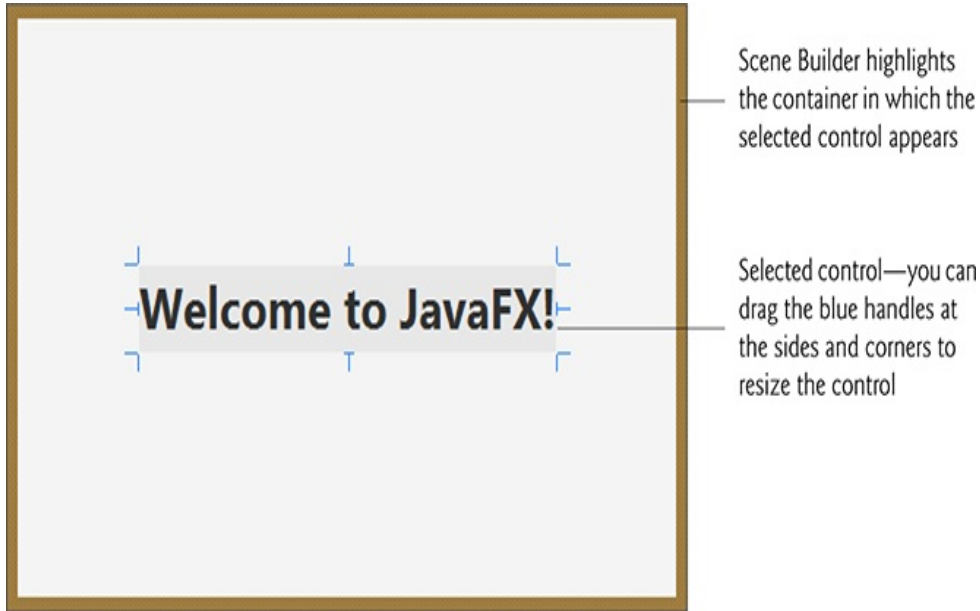 Scene Builder highlights
the container in which the
selected control appears
Welcome to JavaFX!
Selected control—you can
drag the blue handles at
the sides and corners to
resize the control